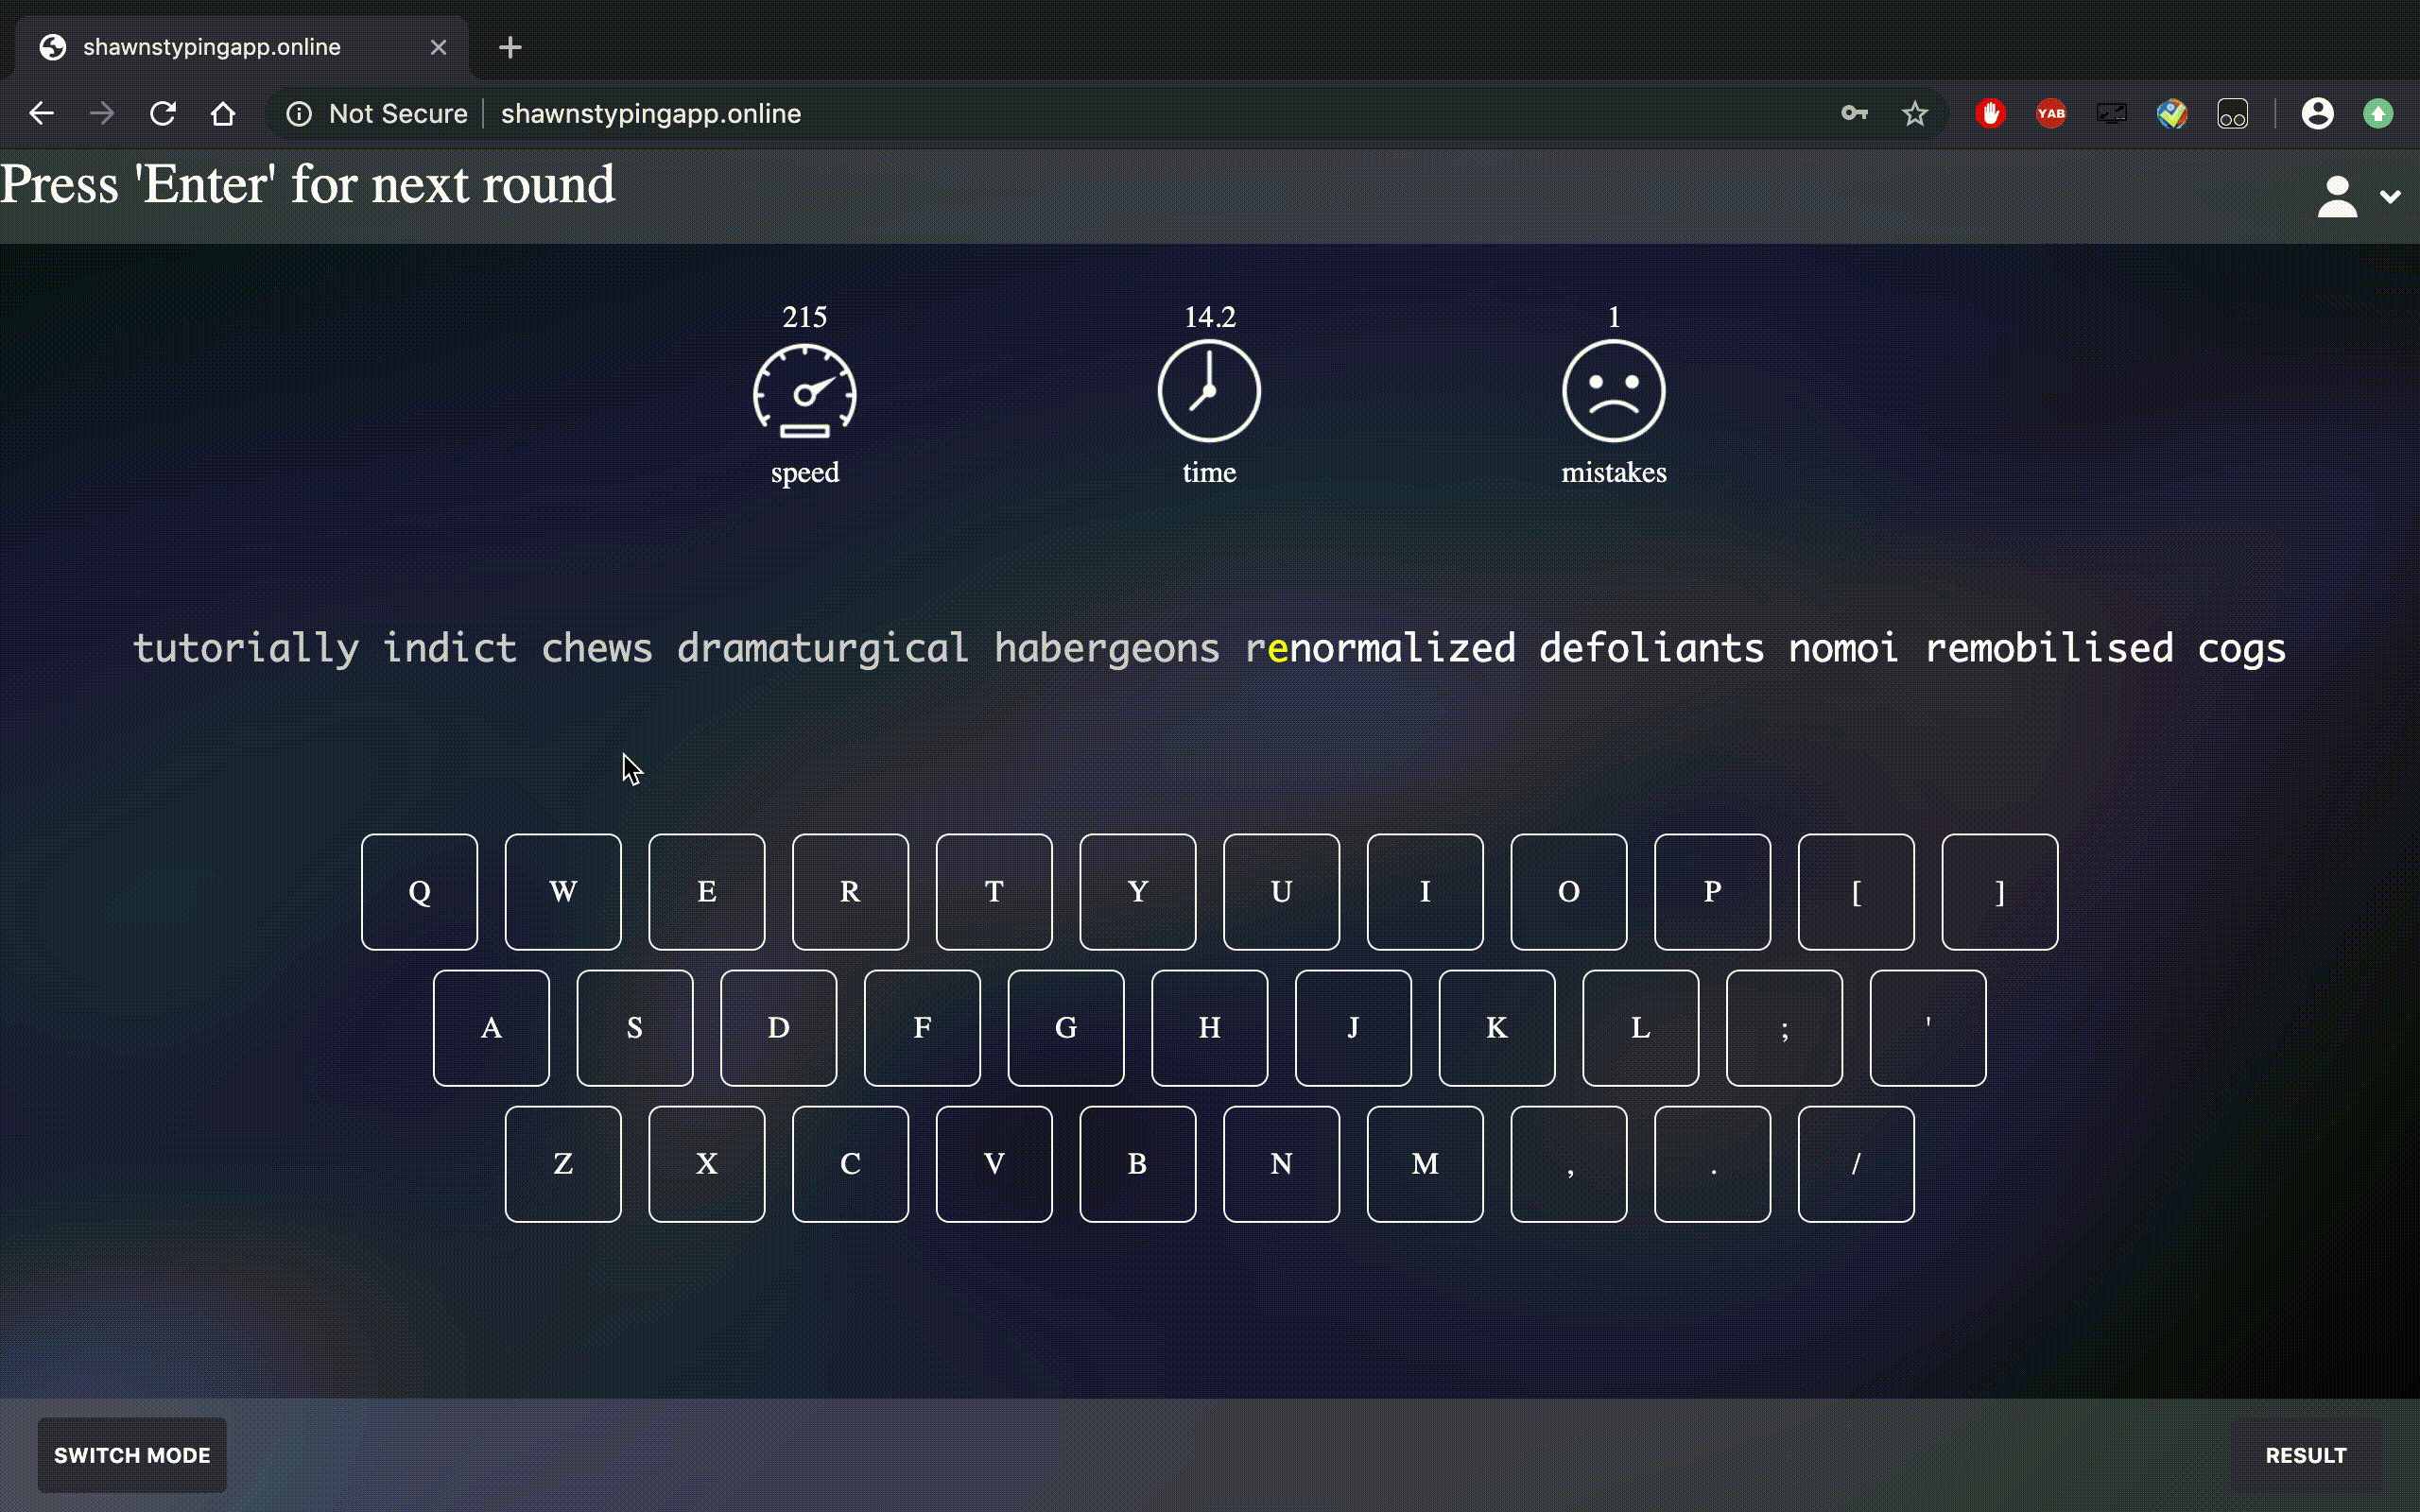 shawnstypingapp.online
Not Secure shawnstypingapp.online YAB
Press 'Enter' for next round
215 14.2 1
speed time mistakes
tutorially indict chews dramaturgical habergeons renormalized defoliants nomoi remobilised cogs
Q W E R T Y U I O P [ ]
A S D F G H J K L ; '
Z X C V B N M , . /
SWITCH MODE RESULT